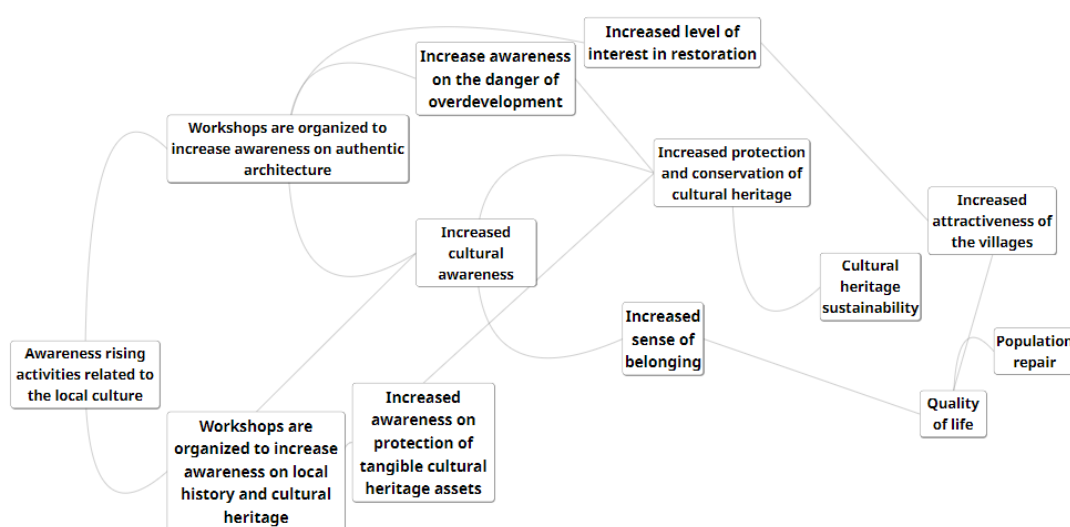 Increased level of
interest in restoration
Increase awareness
on the danger of
overdevelopment
Workshops are organized to
increase awareness on authentic
architecture
Increased protection
and conservation of
cultural heritage
Increased
attractiveness of
the villages
Increased
cultural
awareness
Cultural
heritage
sustainability
Increased
sense of
belonging
Population
repair
Awareness rising
activities related to
the local culture
Increased
awareness on
protection of
tangible cultural
heritage assets
Quality
of life
Workshops are
organized to increase
awareness on local
history and cultural
heritage